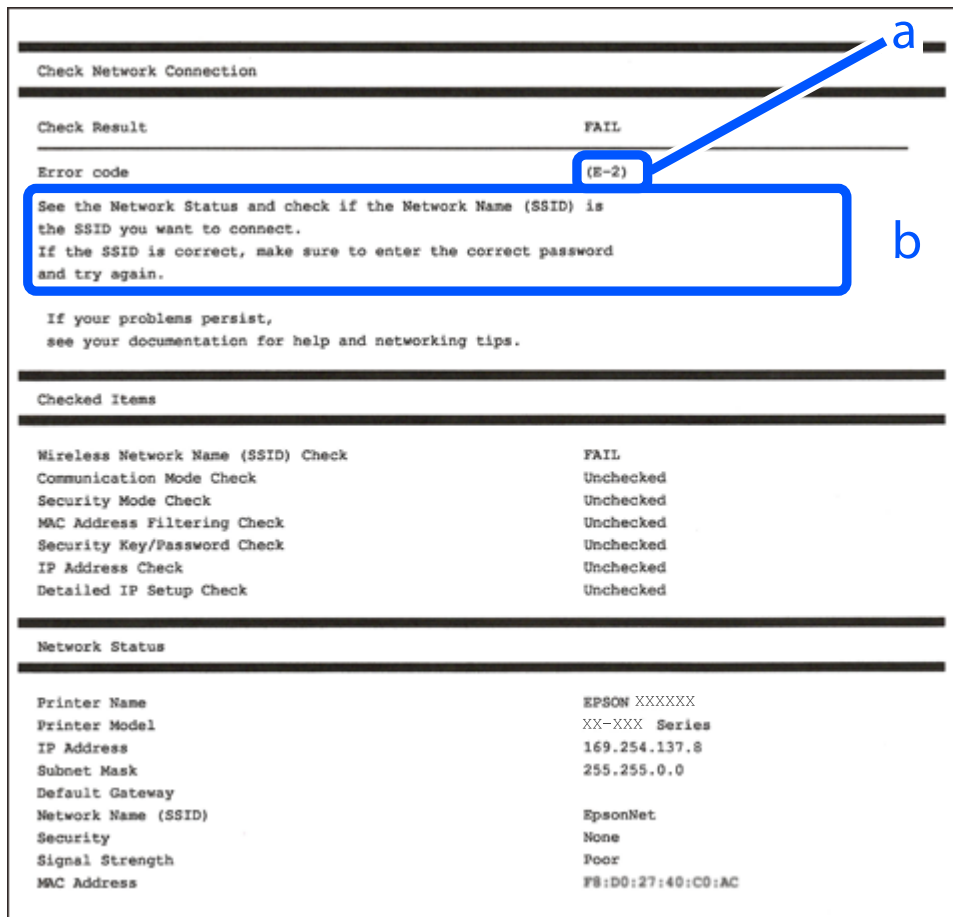 a
Check Network Connection
Check Result FAIL
Error code (E-2)
See the Network Status and check if the Network Name (SSID) is
the SSID you want to connect.
If the SSID is correct, make sure to enter the correct password
and try again.
b
If your problems persist,
see your documentation for help and networking tips.
Checked Items
Wireless Network Name (SSID) Check FAIL
Communication Mode Check Unchecked
Security Mode Check Unchecked
MAC Address Filtering Check Unchecked
Security Key/Password Check Unchecked
IP Address Check Unchecked
Detailed IP Setup Check Unchecked
Network Status
Printer Name EPSON XXXXXX
Printer Model XX-XXX Series
IP Address 169.254.137.8
Subnet Mask 255.255.0.0
Default Gateway
Network Name (SSID) EpsonNet
Security None
Signal Strength Poor
MAC Address F8:D0:27:40:C0:AC